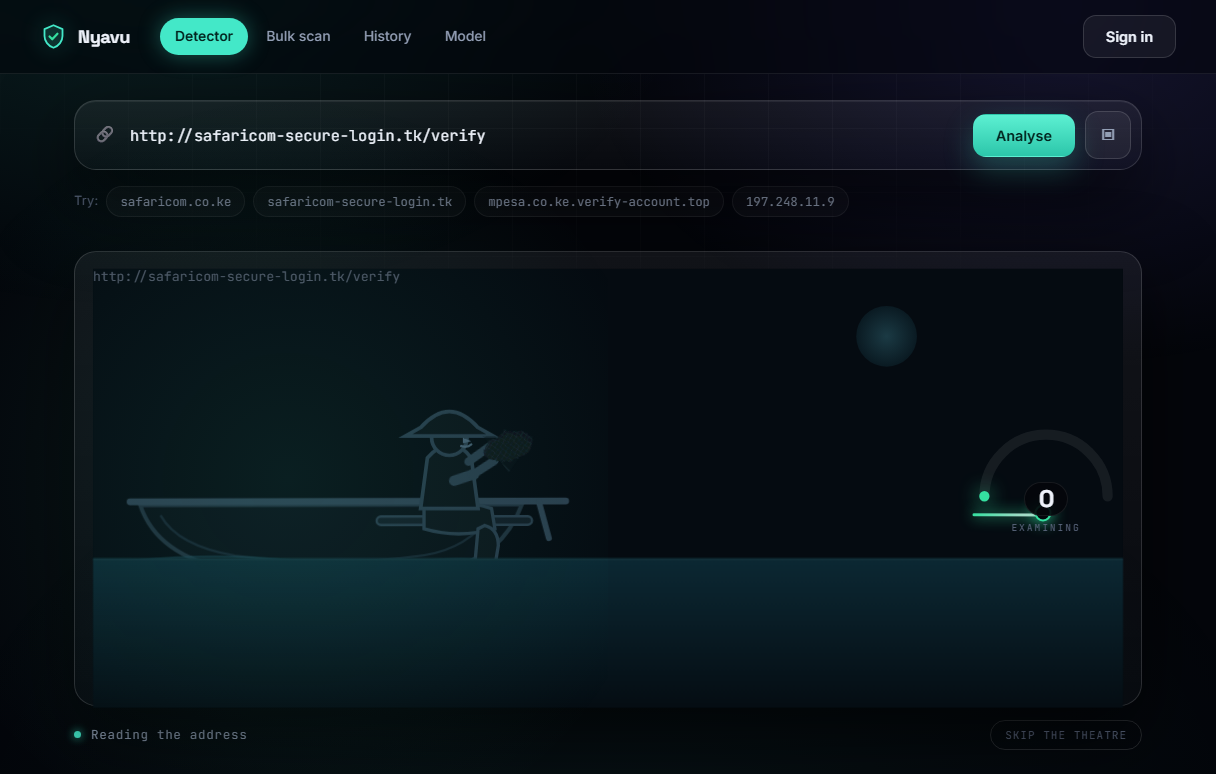 Nyavu
Detector
Bulk scan
History
Model
Sign in
http://safaricom-secure-login.tk/verify
Analyse
Try:
safaricom.co.ke
safaricom-secure-login.tk
mpesa.co.ke.verify-account.top
197.248.11.9
http://safaricom-secure-login.tk/verify
0
EXAMINING
Reading the address
SKIP THE THEATRE